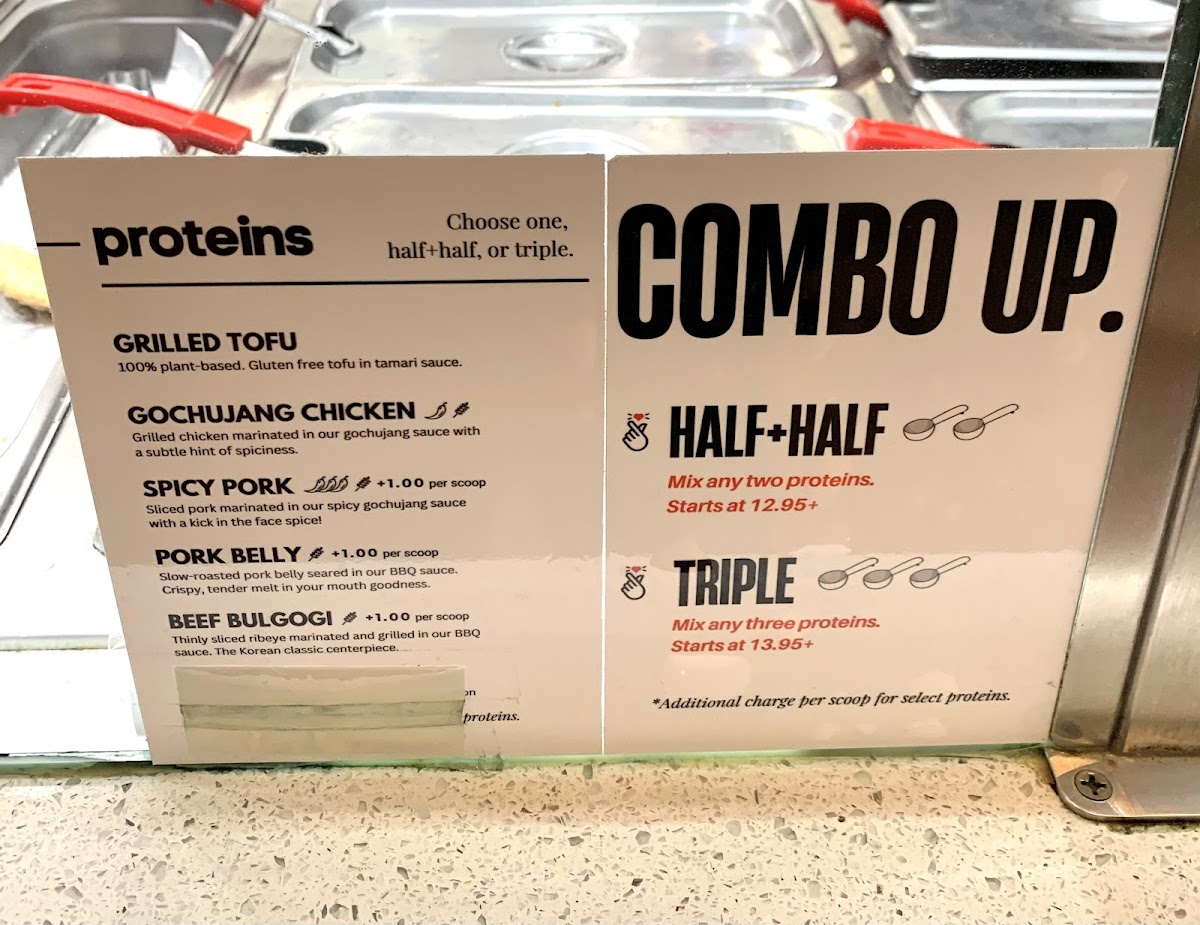 proteins
Choose one,
half+half, or triple.
GRILLED TOFU
100% plant-based. Gluten free tofu in tamari sauce.
GOCHUJANG CHICKEN
Grilled chicken marinated in our gochujang sauce with
a subtle hint of spiciness.
SPICY PORK +1.00 per scoop
Sliced pork marinated in our spicy gochujang sauce
with a kick in the face spice!
PORK BELLY +1.00 per scoop
Slow-roasted pork belly seared in our BBQ sauce.
Crispy, tender melt in your mouth goodness.
BEEF BULGOGI +1.00 per scoop
Thinly sliced ribeye marinated and grilled in our BBQ
sauce. The Korean classic centerpiece.
proteins.
COMBO UP.
HALF+HALF
Mix any two proteins.
Starts at 12.95+
TRIPLE
Mix any three proteins.
Starts at 13.95+
*Additional charge per scoop for select proteins.